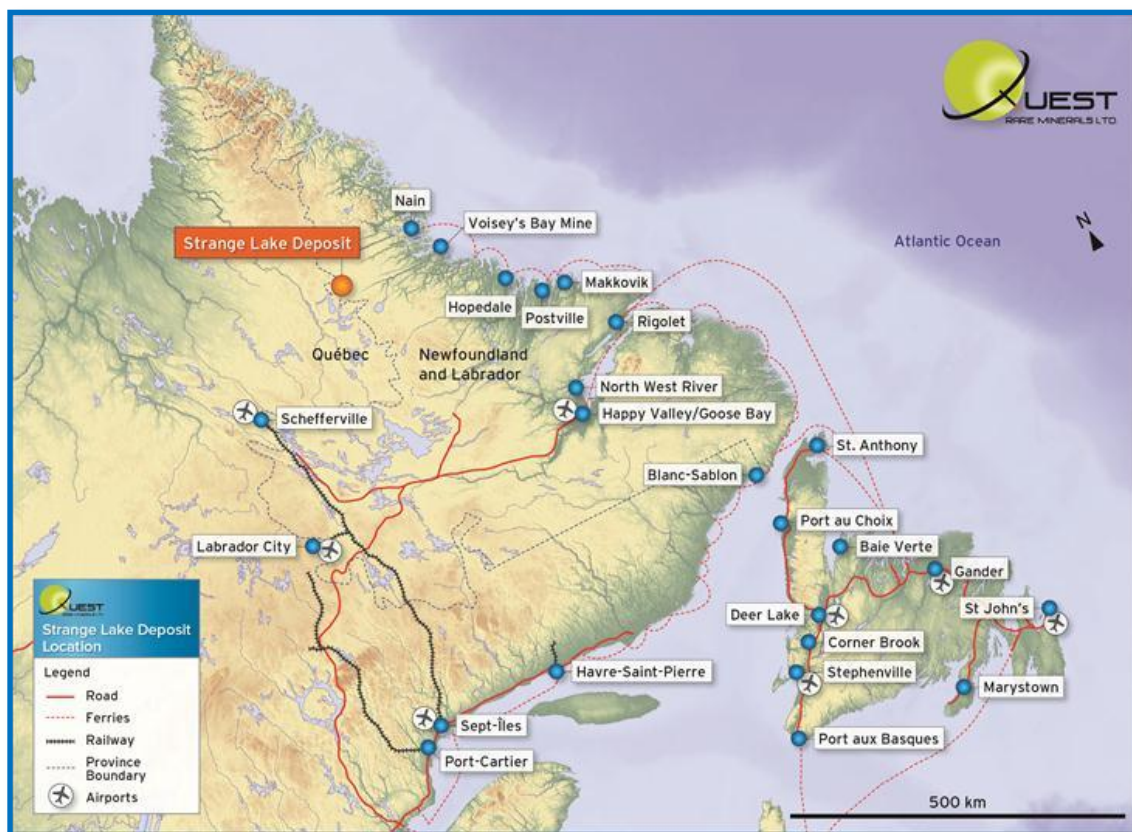 QUEST
RARE MINERALS LTD.
N
Atlantic Ocean
Nain
Voisey's Bay Mine
Strange Lake Deposit
Hopedale
Postville
Makkovik
Rigolet
Québec
Newfoundland
and Labrador
North West River
Happy Valley/Goose Bay
Schefferville
St. Anthony
Blanc-Sablon
Port au Choix
Labrador City
Baie Verte
Gander
Deer Lake
St John's
Corner Brook
Havre-Saint-Pierre
Stephenville
Marystown
Sept-Îles
Port aux Basques
Port-Cartier
QUEST
RARE MINERALS LTD.
Strange Lake Deposit
Location
Legend
Road
Ferries
Railway
Province
Boundary
Airports
500 km